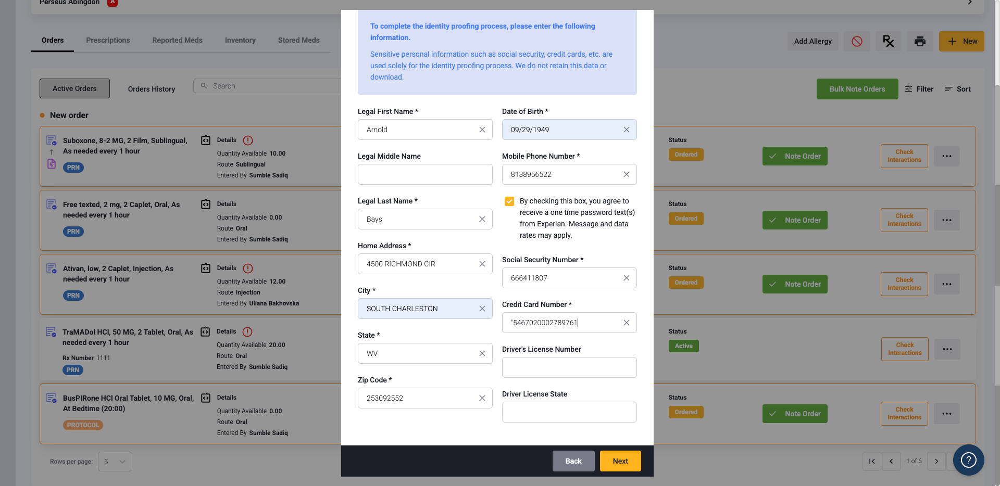 Perseus Abingdon A
Orders Prescriptions Reported Meds Inventory Stored Meds
Add Allergy New
Active Orders Orders History Search
Bulk Note Orders Filter Sort
New order
Suboxone, 8-2 MG, 2 Film, Sublingual,
As needed every 1 hour
PRN
Details
Quantity Available 10.00
Route Sublingual
Entered By Sumble Sadiq
Status
Ordered
Note Order
Check
Interactions
Free texted, 2 mg, 2 Caplet, Oral, As
needed every 1 hour
PRN
Details
Quantity Available 0.00
Route Oral
Entered By Sumble Sadiq
Status
Ordered
Note Order
Check
Interactions
Ativan, low, 2 Caplet, Injection, As
needed every 1 hour
PRN
Details
Quantity Available 12.00
Route Injection
Entered By Uliana Bakhovska
Status
Ordered
Note Order
Check
Interactions
TraMADol HCl, 50 MG, 2 Tablet, Oral, As
needed every 1 hour
Rx Number 1111
PRN
Details
Quantity Available 20.00
Route Oral
Entered By Sumble Sadiq
Status
Active
Check
Interactions
BusPIRone HCl Oral Tablet, 10 MG, Oral,
At Bedtime (20:00)
PROTOCOL
Details
Quantity Available 0.00
Route Oral
Entered By Sumble Sadiq
Status
Ordered
Note Order
Check
Interactions
Rows per page: 5
1 of 6
?
To complete the identity proofing process, please enter the following
information.
Sensitive personal information such as social security, credit cards, etc. are
used solely for the identity proofing process. We do not retain this data or
download.
Legal First Name *
Arnold
Legal Middle Name
Legal Last Name *
Bays
Home Address *
4500 RICHMOND CIR
City *
SOUTH CHARLESTON
State *
WV
Zip Code *
253092552
Date of Birth *
09/29/1949
Mobile Phone Number *
8138956522
By checking this box, you agree to
receive a one time password text(s)
from Experian. Message and data
rates may apply.
Social Security Number *
666411807
Credit Card Number *
"5467020002789761
Driver's License Number
Driver License State
Back Next